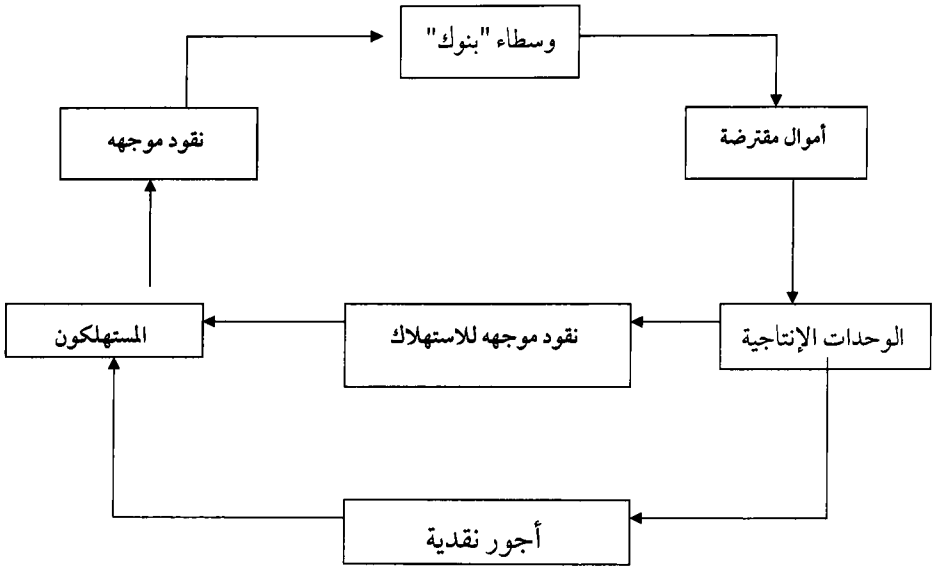 وسطاء "بنوك"
أموال مقترضة
نقود موجهه
الوحدات الإنتاجية
نقود موجهه للاستهلاك
المستهلكون
أجور نقدية